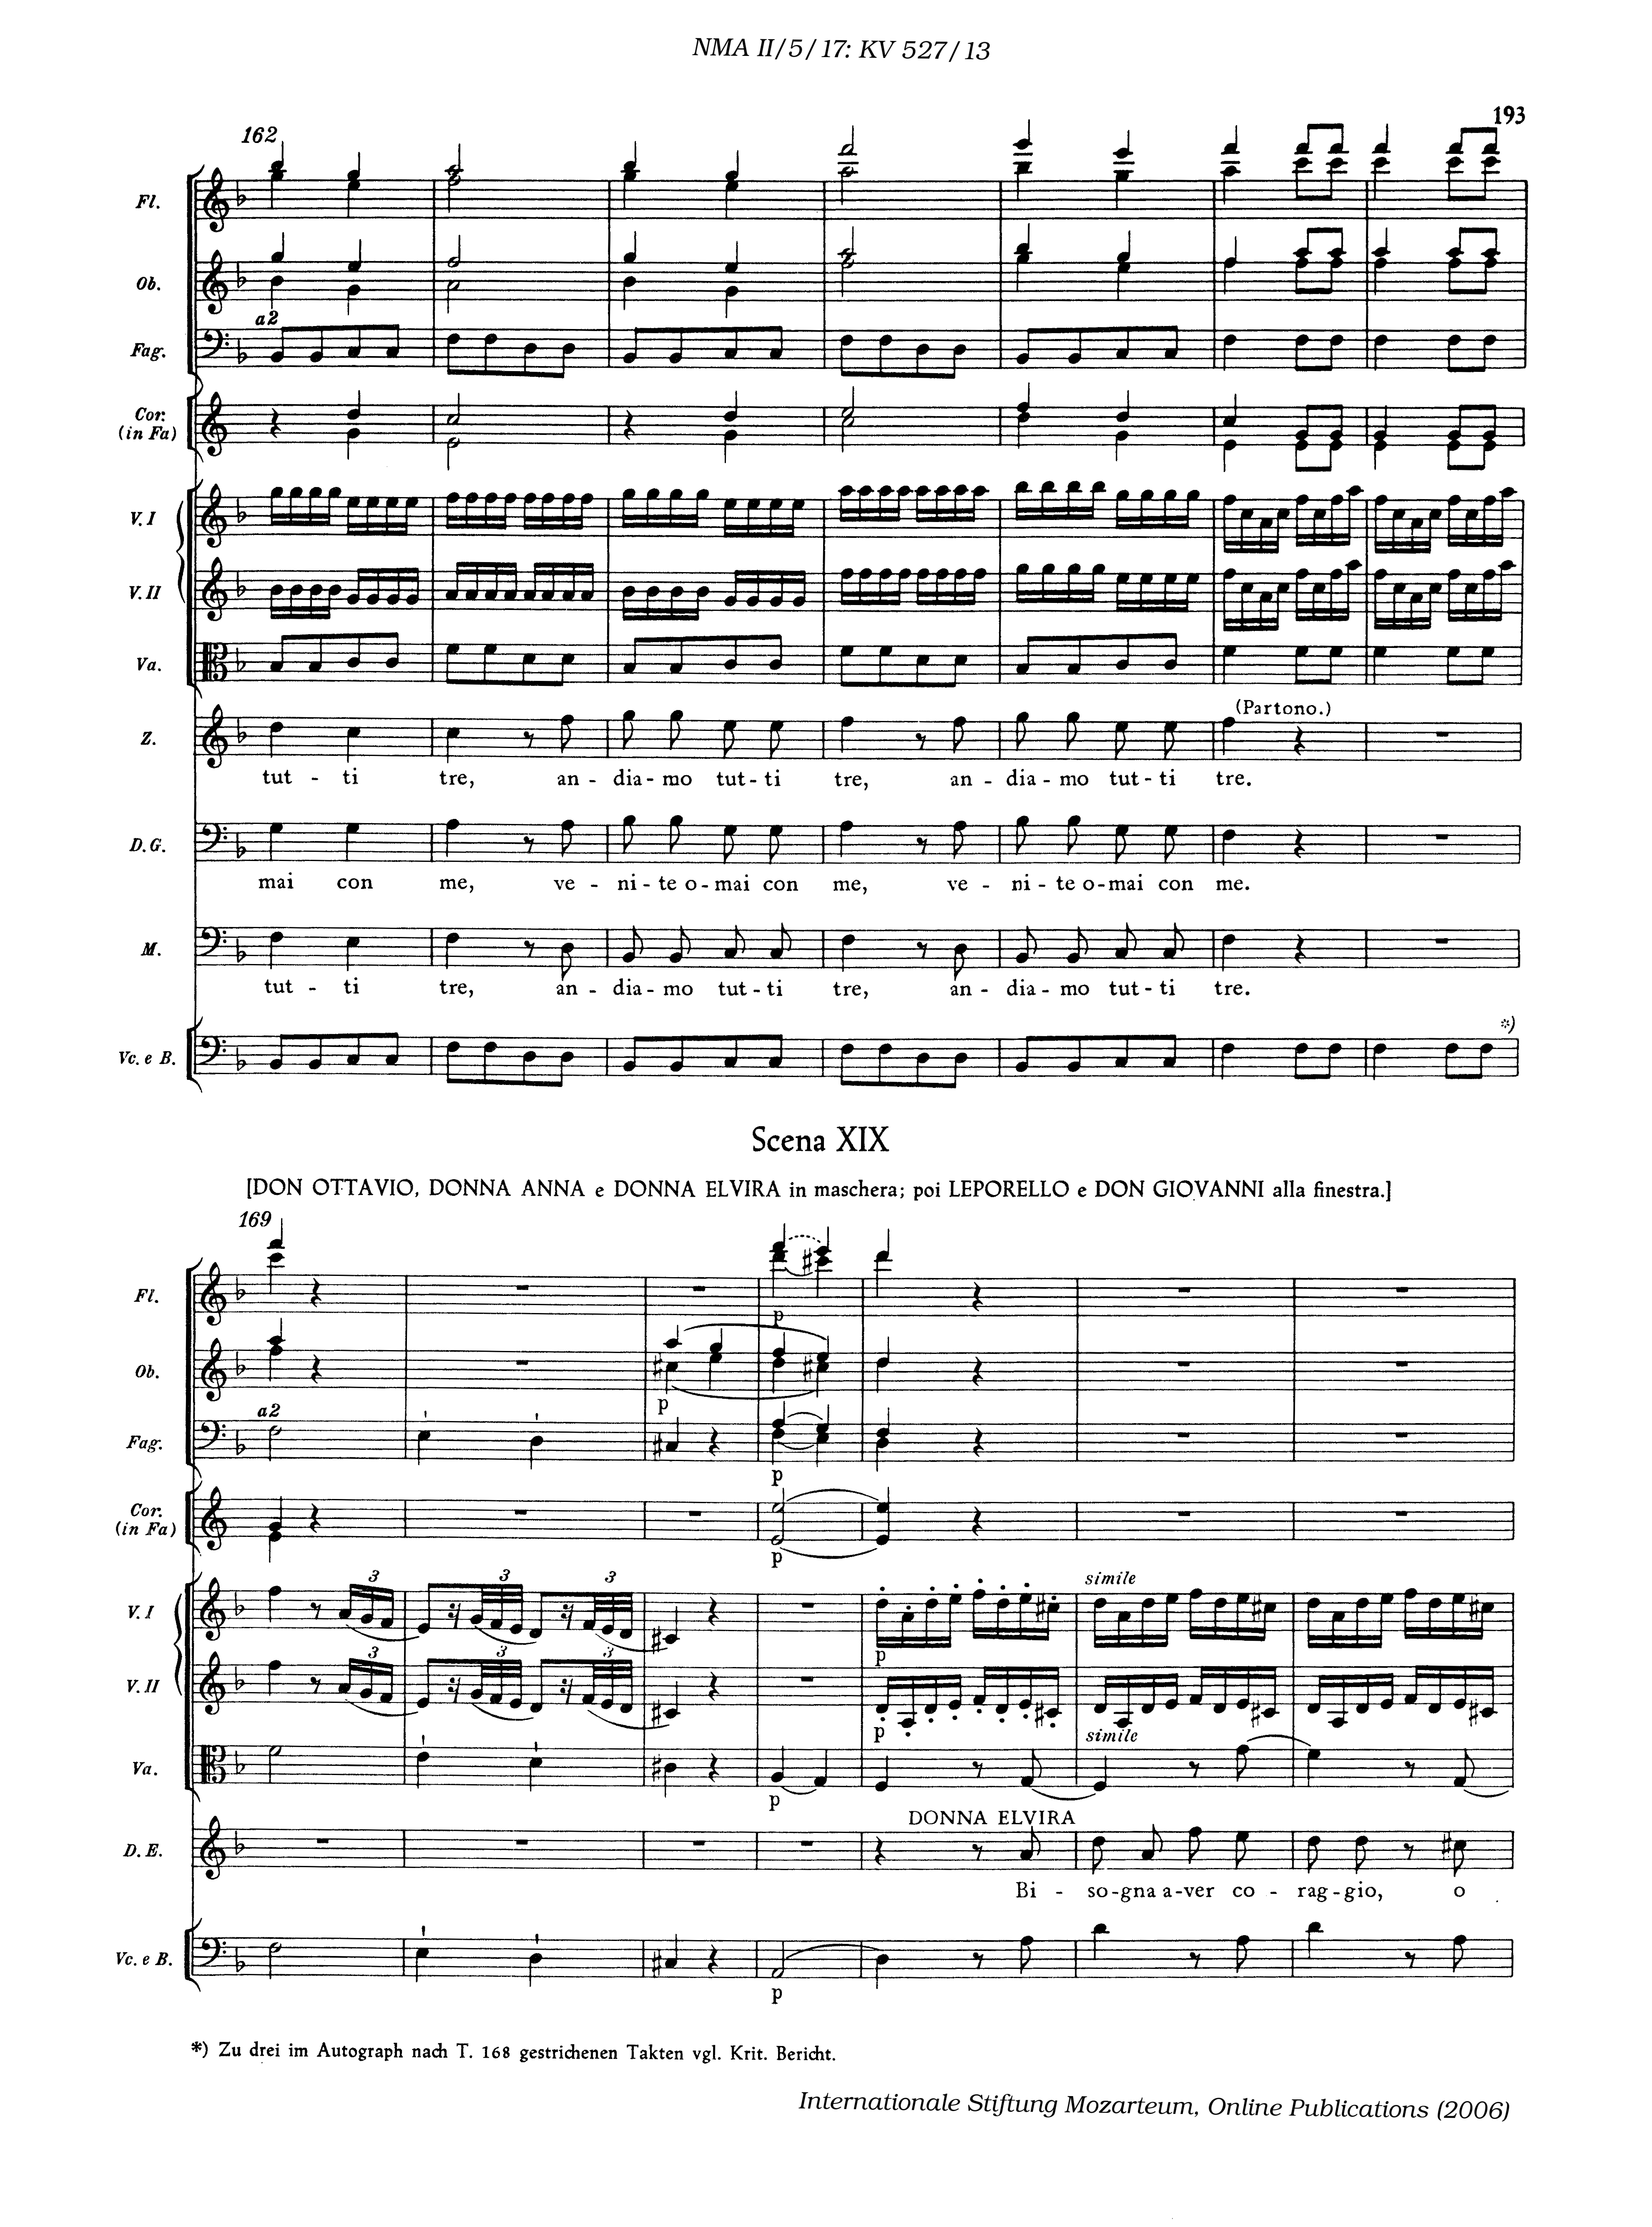 NMA II/5/17: KV 527/13
193
162
Fl.
Ob.
a2
Fag.
Cor.
(in Fa)
V. I
V. II
Va.
(Partono.)
Z.
tut - ti tre, an - dia - mo tut - ti tre, an - dia - mo tut - ti tre.
D. G.
mai con me, ve - ni - te o - mai con me, ve - ni - te o - mai con me.
M.
tut - ti tre, an - dia - mo tut - ti tre, an - dia - mo tut - ti tre.
*)
Vc. e B.
Scena XIX
[DON OTTAVIO, DONNA ANNA e DONNA ELVIRA in maschera; poi LEPORELLO e DON GIOVANNI alla finestra.]
169
Fl.
p
Ob.
p
a2
Fag.
p
Cor.
(in Fa)
p
3 3 3 simile
V. I
p
3 3 3
V. II
p simile
Va.
p
DONNA ELVIRA
D. E.
Bi - so - gna a - ver co - rag - gio, o
Vc. e B.
p
*) Zu drei im Autograph nach T. 168 gestrichenen Takten vgl. Krit. Bericht.
Internationale Stiftung Mozarteum, Online Publications (2006)